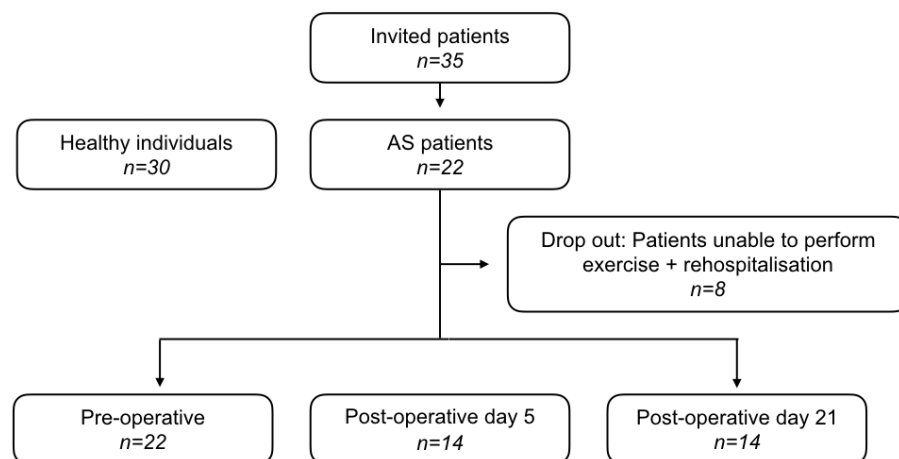 Invited patients
n=35
Healthy individuals
n=30
AS patients
n=22
Drop out: Patients unable to perform
exercise + rehospitalisation
n=8
Pre-operative
n=22
Post-operative day 5
n=14
Post-operative day 21
n=14